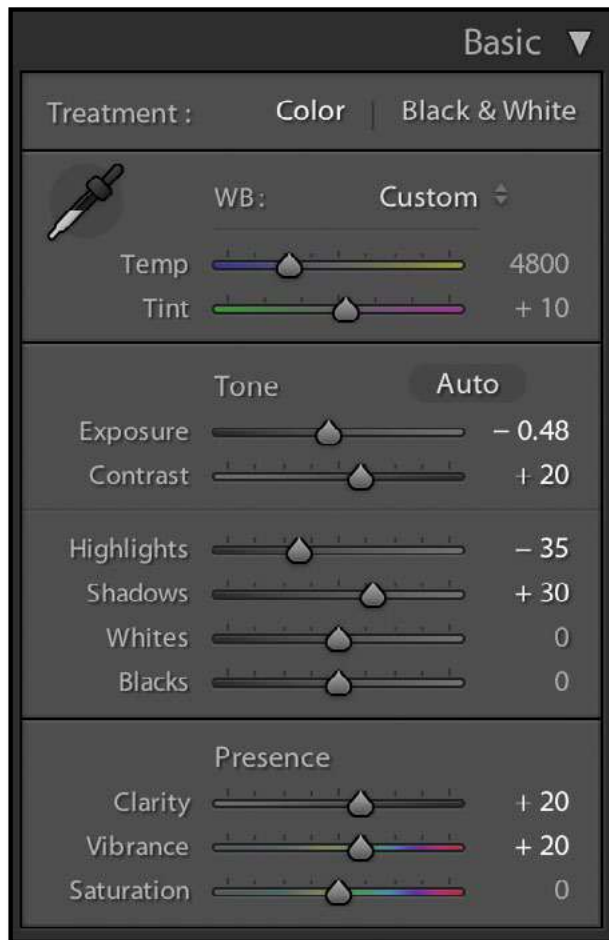 Basic ▼
Treatment : Color | Black & White
WB: Custom
Temp 4800
Tint + 10
Tone Auto
Exposure − 0.48
Contrast + 20
Highlights − 35
Shadows + 30
Whites 0
Blacks 0
Presence
Clarity + 20
Vibrance + 20
Saturation 0